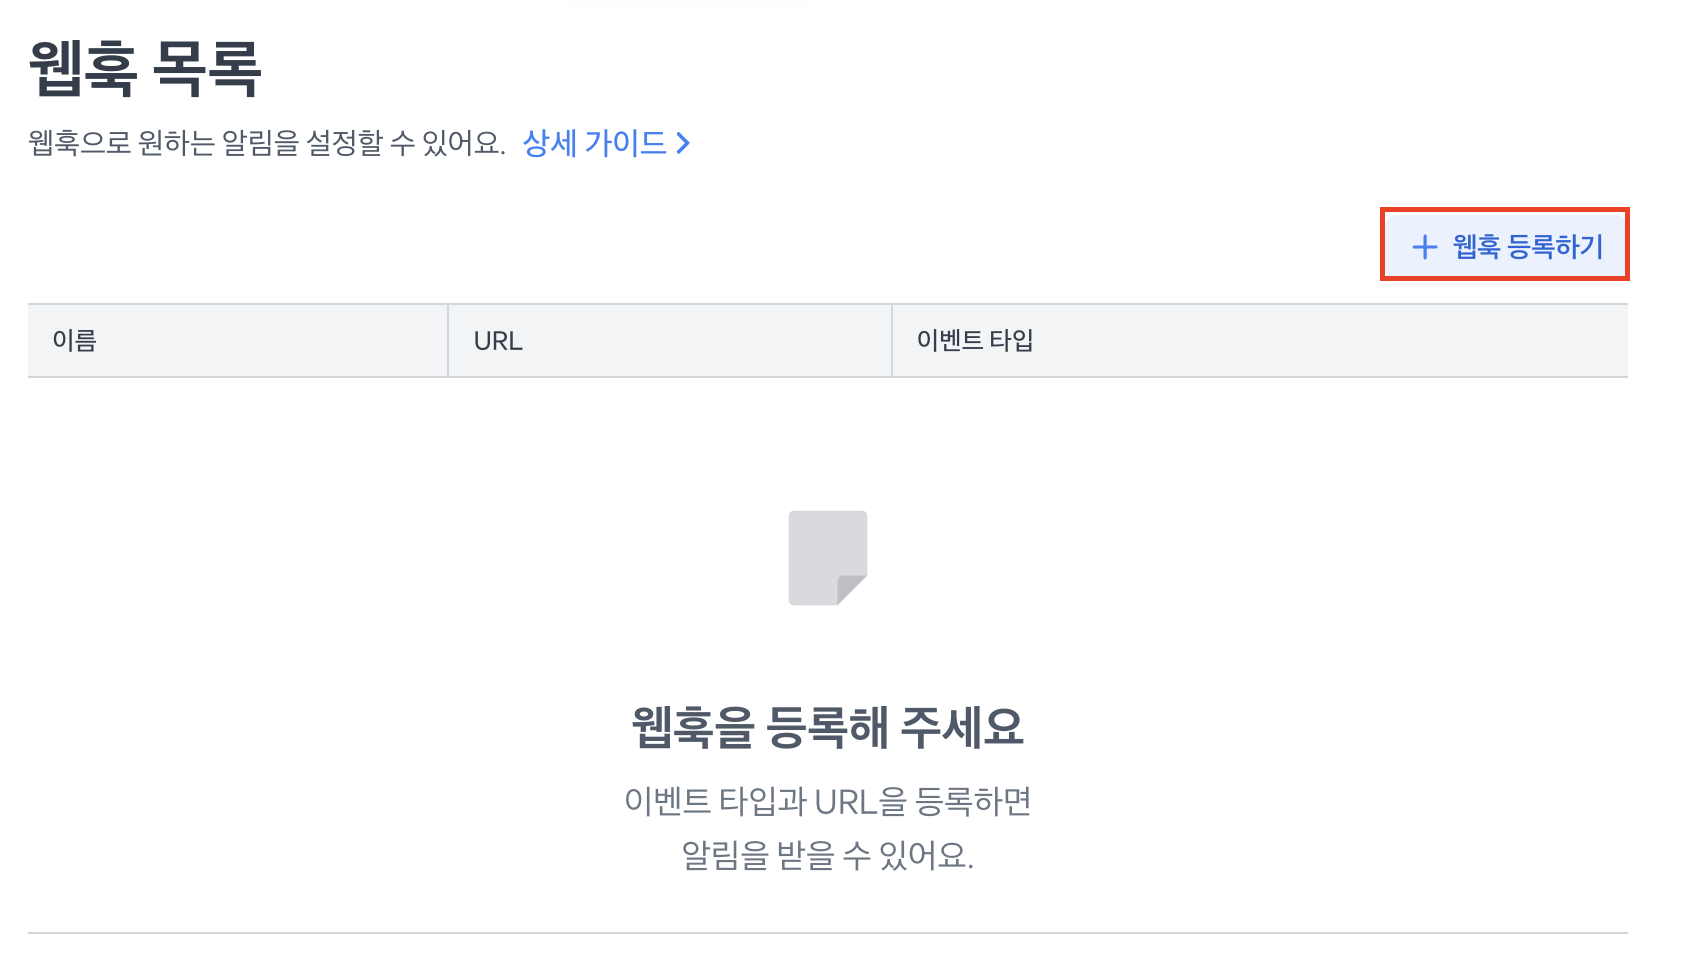 웹훅 목록
웹훅으로 원하는 알림을 설정할 수 있어요. 상세 가이드
웹훅 등록하기
이름 URL 이벤트 타입
웹훅을 등록해 주세요
이벤트 타입과 URL을 등록하면
알림을 받을 수 있어요.